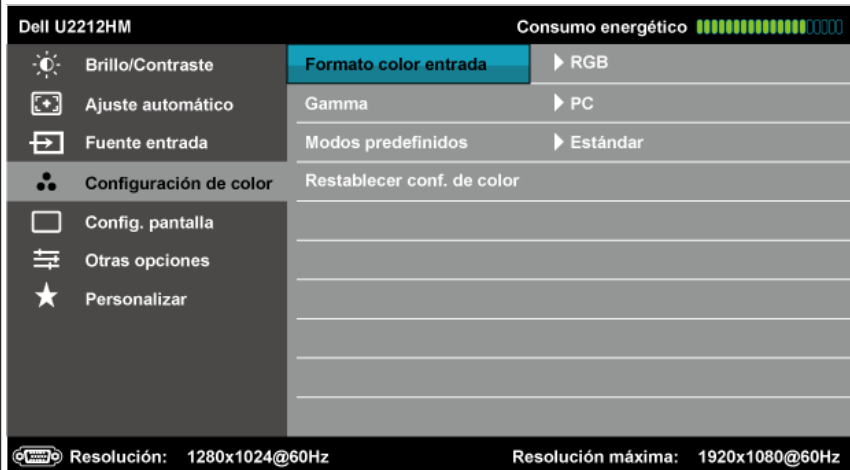 Dell U2212HM Consumo energético
Brillo/Contraste Formato color entrada RGB
Ajuste automático Gamma PC
Fuente entrada Modos predefinidos Estándar
Configuración de color Restablecer conf. de color
Config. pantalla
Otras opciones
Personalizar
Resolución: 1280x1024@60Hz Resolución máxima: 1920x1080@60Hz